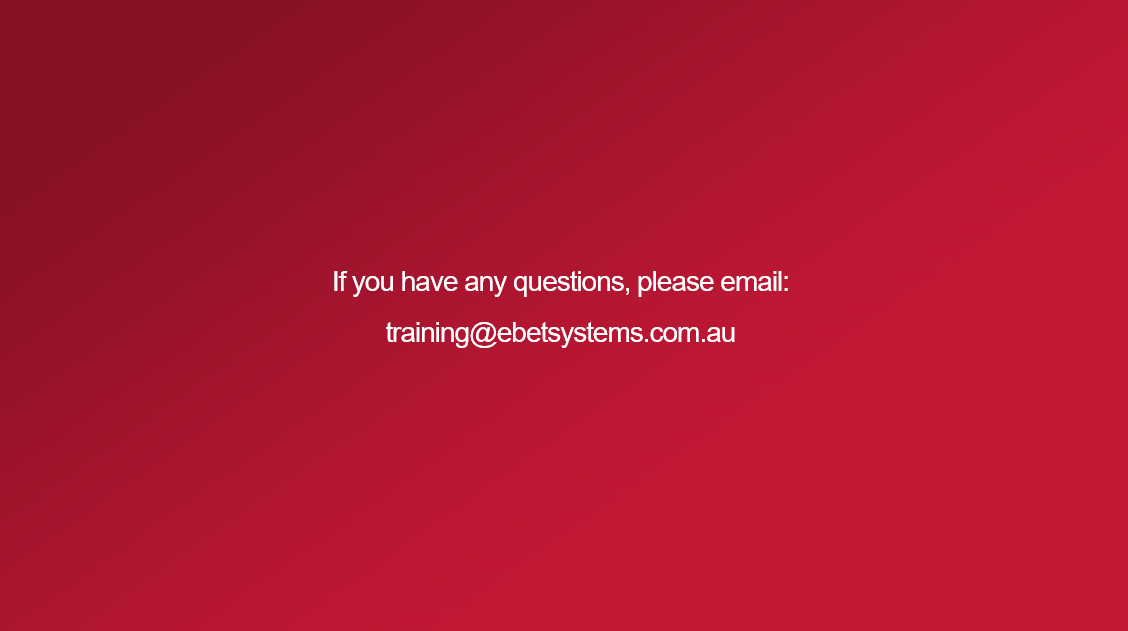 If you have any questions, please email:
training@ebetsystems.com.au